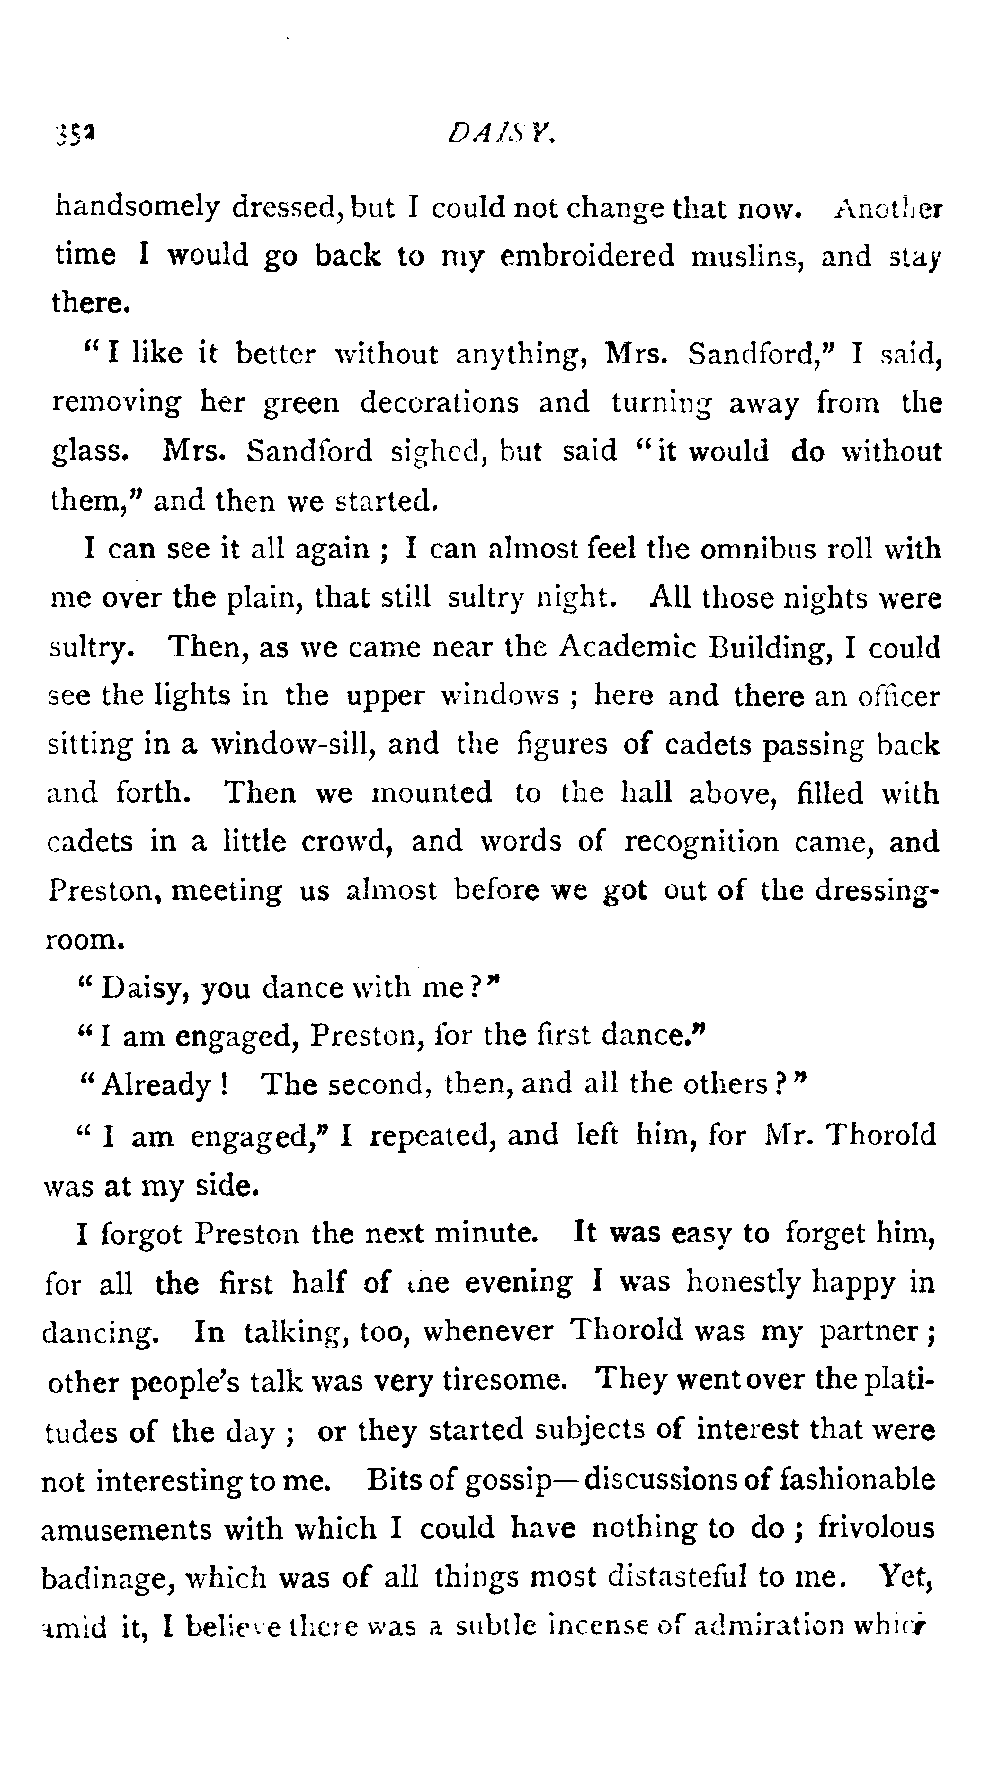 352 DAISY.
handsomely dressed, but I could not change that now. Another
time I would go back to my embroidered muslins, and stay
there.
“I like it better without anything, Mrs. Sandford,” I said,
removing her green decorations and turning away from the
glass. Mrs. Sandford sighed, but said “it would do without
them,” and then we started.
I can see it all again ; I can almost feel the omnibus roll with
me over the plain, that still sultry night. All those nights were
sultry. Then, as we came near the Academic Building, I could
see the lights in the upper windows ; here and there an officer
sitting in a window-sill, and the figures of cadets passing back
and forth. Then we mounted to the hall above, filled with
cadets in a little crowd, and words of recognition came, and
Preston, meeting us almost before we got out of the dressing-
room.
“Daisy, you dance with me?”
“I am engaged, Preston, for the first dance.”
“Already ! The second, then, and all the others?”
“I am engaged,” I repeated, and left him, for Mr. Thorold
was at my side.
I forgot Preston the next minute. It was easy to forget him,
for all the first half of the evening I was honestly happy in
dancing. In talking, too, whenever Thorold was my partner ;
other people’s talk was very tiresome. They went over the plati-
tudes of the day ; or they started subjects of interest that were
not interesting to me. Bits of gossip—discussions of fashionable
amusements with which I could have nothing to do ; frivolous
badinage, which was of all things most distasteful to me. Yet,
amid it, I believe there was a subtle incense of admiration which